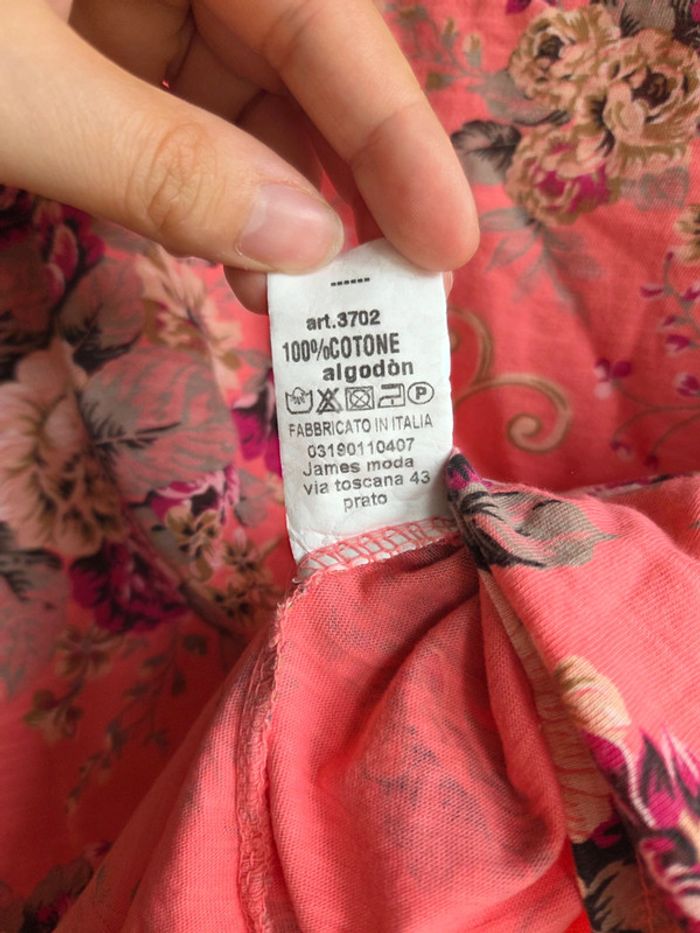 ------
art.3702
100%COTONE
algodòn
P
FABBRICATO IN ITALIA
03190110407
James moda
via toscana 43
prato